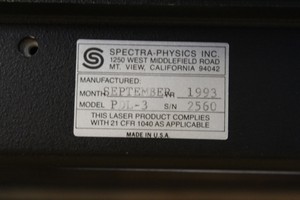 SPECTRA-PHYSICS INC.
1250 WEST MIDDLEFIELD ROAD
MT. VIEW, CALIFORNIA 94042
MANUFACTURED:
MONTH SEPTEMBER YR 1993
MODEL PDL-3 S/N 2560
THIS LASER PRODUCT COMPLIES
WITH 21 CFR 1040 AS APPLICABLE
MADE IN U.S.A.